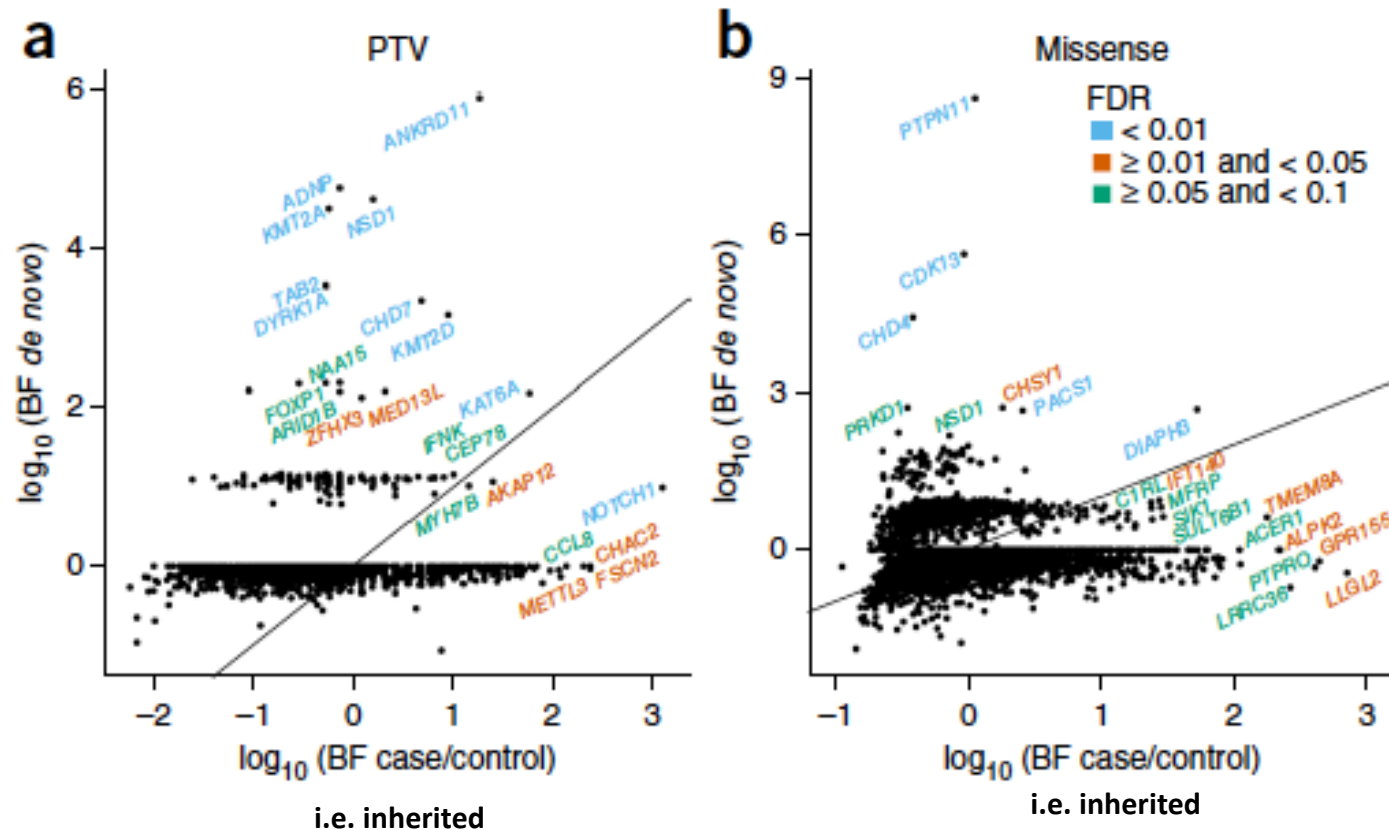 a
PTV
6
4
2
0
−2 −1 0 1 2 3
log10 (BF de novo)
log10 (BF case/control)
i.e. inherited
ANKRD11
ADNP
KMT2A
NSD1
TAB2
DYRK1A
CHD7
KMT2D
NAA15
FOXP1
ARID1B
ZFHX3
MED13L
KAT6A
IFNK
CEP78
MYH7B
AKAP12
NOTCH1
CCL8
CHAC2
METTL3
FSCN2
b
Missense
FDR
< 0.01
≥ 0.01 and < 0.05
≥ 0.05 and < 0.1
9
6
3
0
−1 0 1 2 3
log10 (BF de novo)
log10 (BF case/control)
i.e. inherited
PTPN11
CDK13
CHD4
PRKD1
NSD1
CHSY1
PACS1
DIAPH3
C1RL
IFT140
MFRP
SIK1
SULT6B1
TMEM8A
ACER1
ALPK2
GPR155
PTPRO
LRRC36
LLGL2